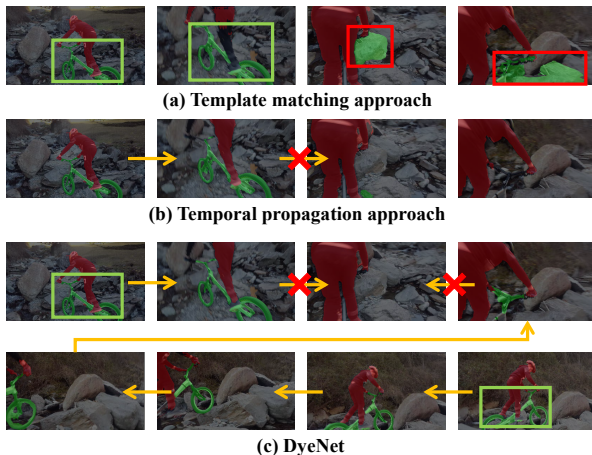 (a) Template matching approach
(b) Temporal propagation approach
(c) DyeNet